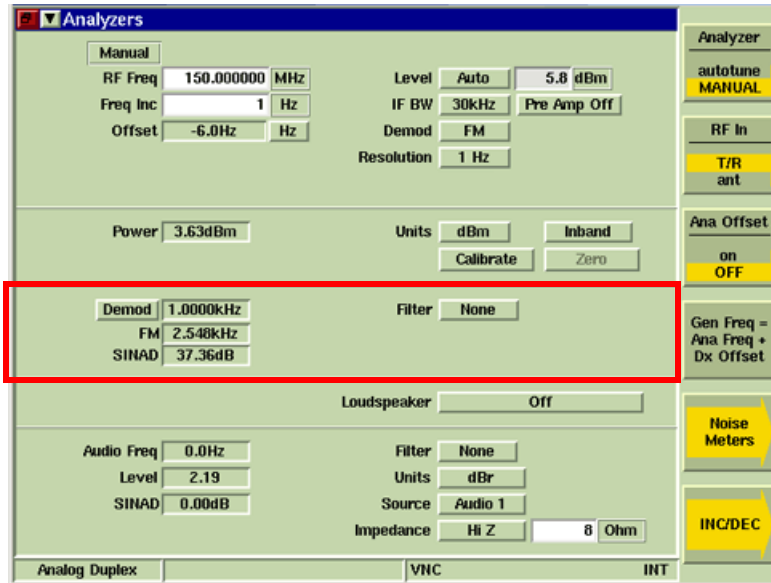 Analyzers
Manual
RF Freq 150.000000 MHz Level Auto 5.8 dBm
Freq Inc 1 Hz IF BW 30kHz Pre Amp Off
Offset -6.0Hz Hz Demod FM
Resolution 1 Hz
Power 3.63dBm Units dBm Inband
Calibrate Zero
Demod 1.0000kHz Filter None
FM 2.548kHz
SINAD 37.36dB
Loudspeaker Off
Audio Freq 0.0Hz Filter None
Level 2.19 Units dBr
SINAD 0.00dB Source Audio 1
Impedance Hi Z 8 Ohm
Analog Duplex VNC INT
Analyzer
autotune
MANUAL
RF In
T/R
ant
Ana Offset
on
OFF
Gen Freq =
Ana Freq +
Dx Offset
Noise
Meters
INC/DEC